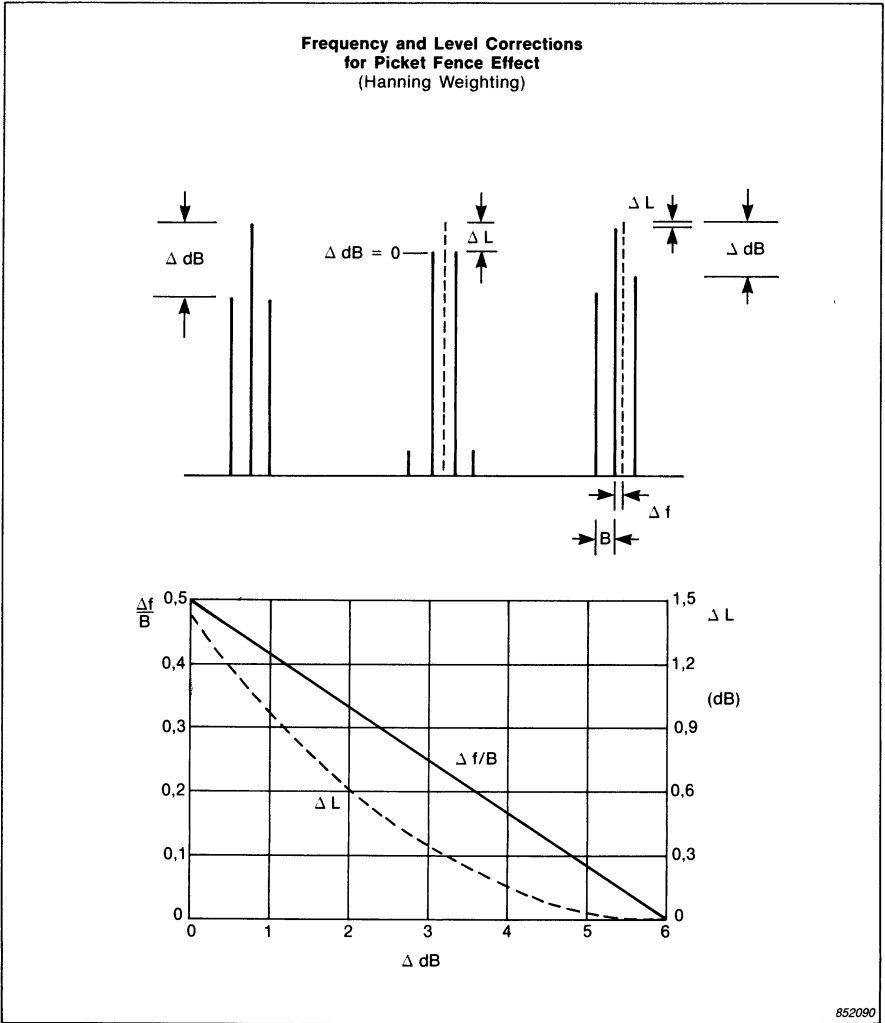 Frequency and Level Corrections
for Picket Fence Effect
(Hanning Weighting)
Δ dB
Δ dB = 0
Δ L
Δ L
Δ dB
Δ f
B
Δf
B
0,5
0,4
0,3
0,2
0,1
0
1,5
1,2
0,9
0,6
0,3
0
Δ L
(dB)
Δ f/B
Δ L
0 1 2 3 4 5 6
Δ dB
852090